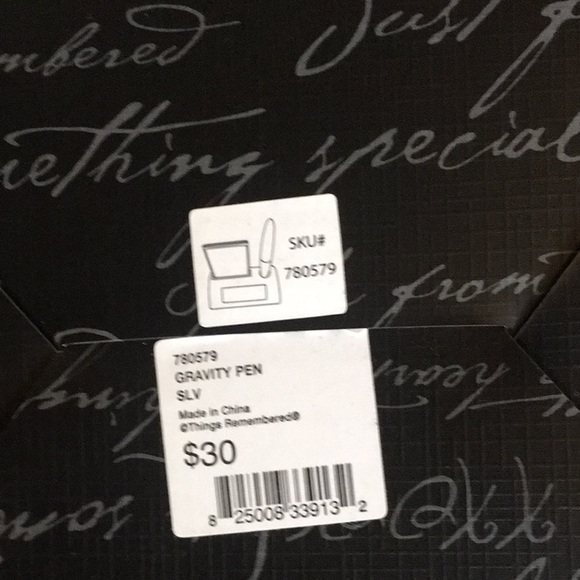 mbered Just f
mething special
from
SKU#
780579
780579
GRAVITY PEN
SLV
Made in China
©Things Remembered®
$30
8 25008 33913 2